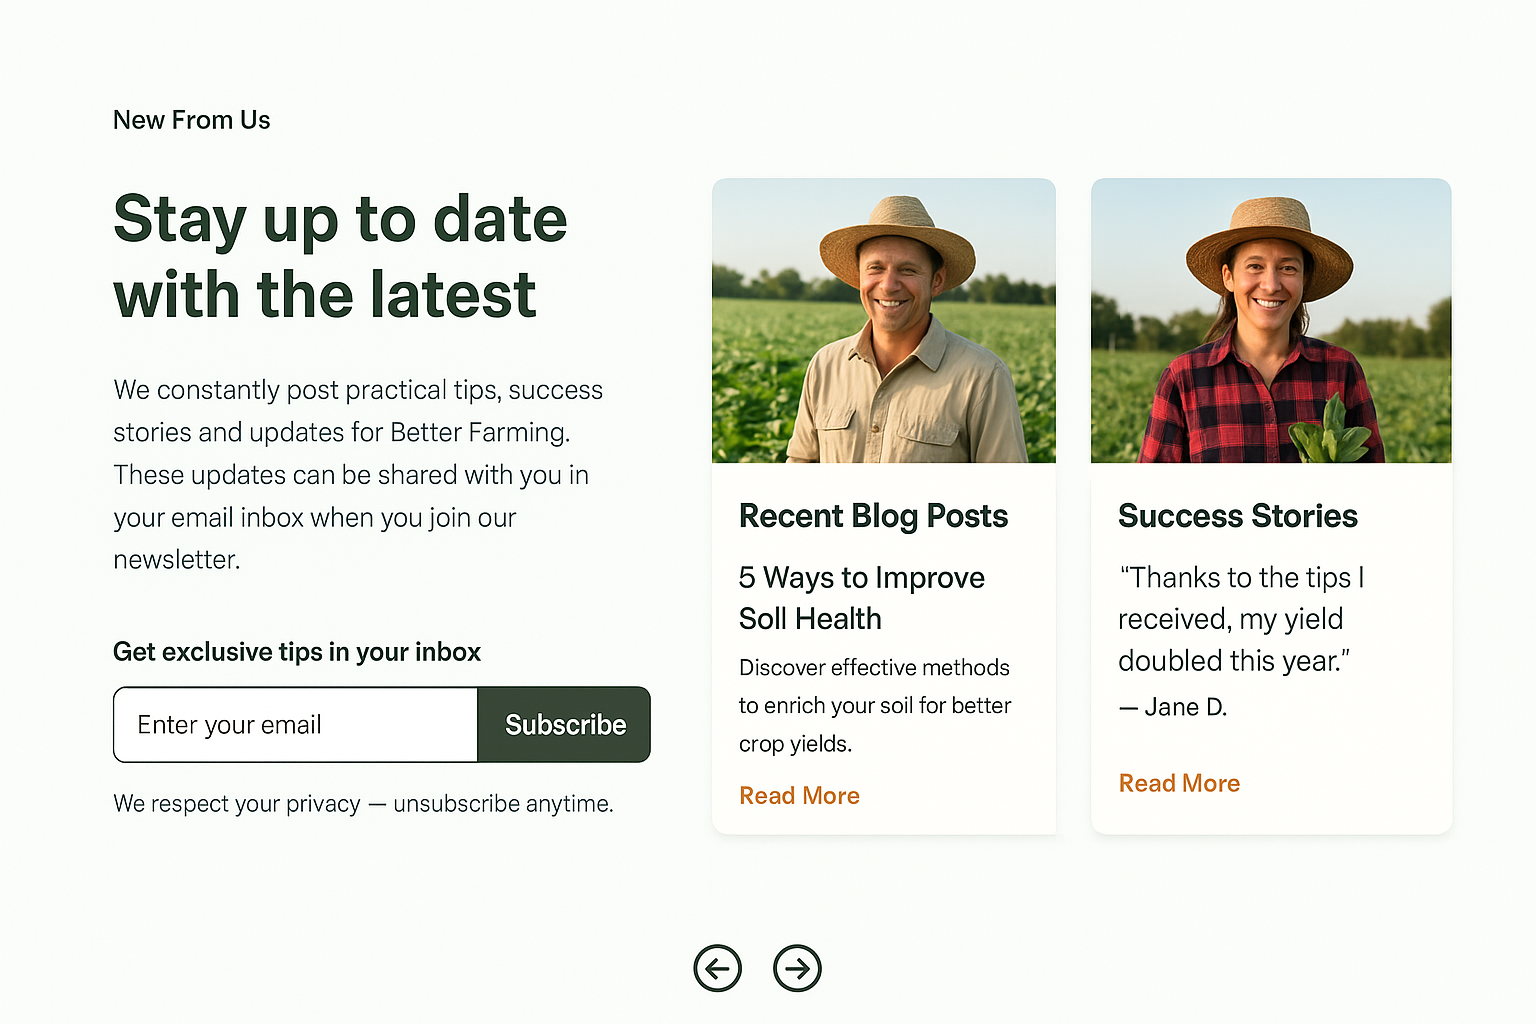 New From Us
Stay up to date
with the latest
We constantly post practical tips, success
stories and updates for Better Farming.
These updates can be shared with you in
your email inbox when you join our
newsletter.
Get exclusive tips in your inbox
Enter your email
Subscribe
We respect your privacy — unsubscribe anytime.
Recent Blog Posts
5 Ways to Improve
Soll Health
Discover effective methods
to enrich your soil for better
crop yields.
Read More
Success Stories
“Thanks to the tips I
received, my yield
doubled this year.”
— Jane D.
Read More